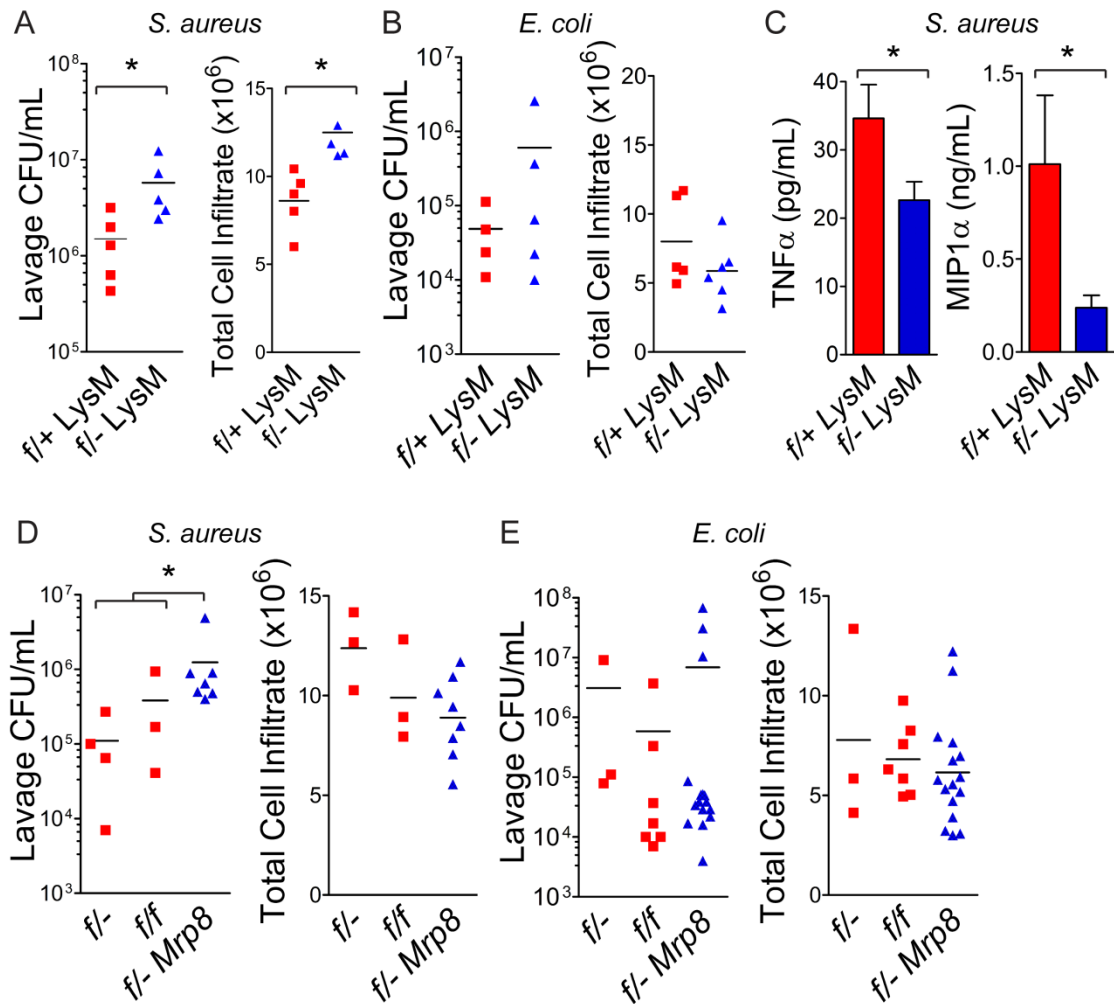 A
S. aureus
B
E. coli
C
S. aureus
Lavage CFU/mL
10^8
10^7
10^6
10^5
*
f/+ LysM
f/- LysM
Total Cell Infiltrate (x10^6)
15
10
5
0
*
f/+ LysM
f/- LysM
Lavage CFU/mL
10^7
10^6
10^5
10^4
10^3
f/+ LysM
f/- LysM
Total Cell Infiltrate (x10^6)
20
15
10
5
0
f/+ LysM
f/- LysM
TNFα (pg/mL)
40
30
20
10
0
*
f/+ LysM
f/- LysM
MIP1α (ng/mL)
1.5
1.0
0.5
0.0
*
f/+ LysM
f/- LysM
D
S. aureus
E
E. coli
Lavage CFU/mL
10^7
10^6
10^5
10^4
10^3
*
f/-
f/f
f/- Mrp8
Total Cell Infiltrate (x10^6)
15
10
5
0
f/-
f/f
f/- Mrp8
Lavage CFU/mL
10^8
10^7
10^6
10^5
10^4
10^3
f/-
f/f
f/- Mrp8
Total Cell Infiltrate (x10^6)
15
10
5
0
f/-
f/f
f/- Mrp8